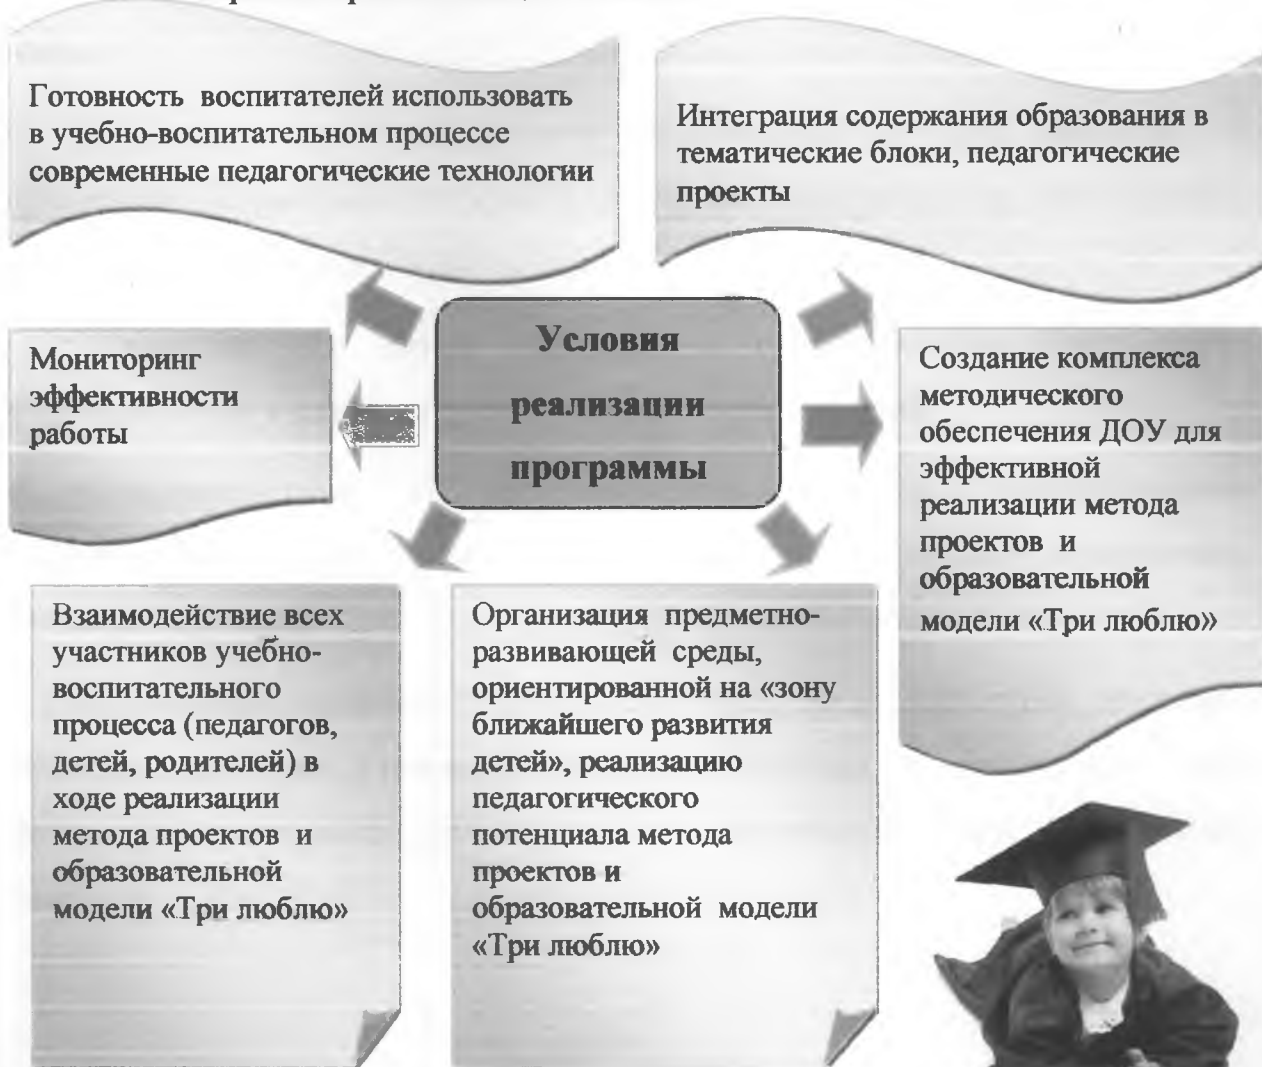 Готовность воспитателей использовать
в учебно-воспитательном процессе
современные педагогические технологии
Интеграция содержания образования в
тематические блоки, педагогические
проекты
Условия
реализации
программы
Мониторинг
эффективности
работы
Создание комплекса
методического
обеспечения ДОУ для
эффективной
реализации метода
проектов и
образовательной
модели «Три люблю»
Взаимодействие всех
участников учебно-
воспитательного
процесса (педагогов,
детей, родителей) в
ходе реализации
метода проектов и
образовательной
модели «Три люблю»
Организация предметно-
развивающей среды,
ориентированной на «зону
ближайшего развития
детей», реализацию
педагогического
потенциала метода
проектов и
образовательной модели
«Три люблю»